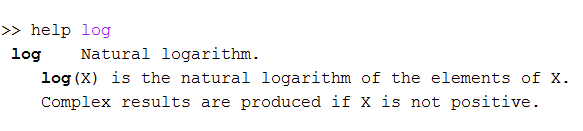 >> help log
log    Natural logarithm.
log(X) is the natural logarithm of the elements of X.
Complex results are produced if X is not positive.